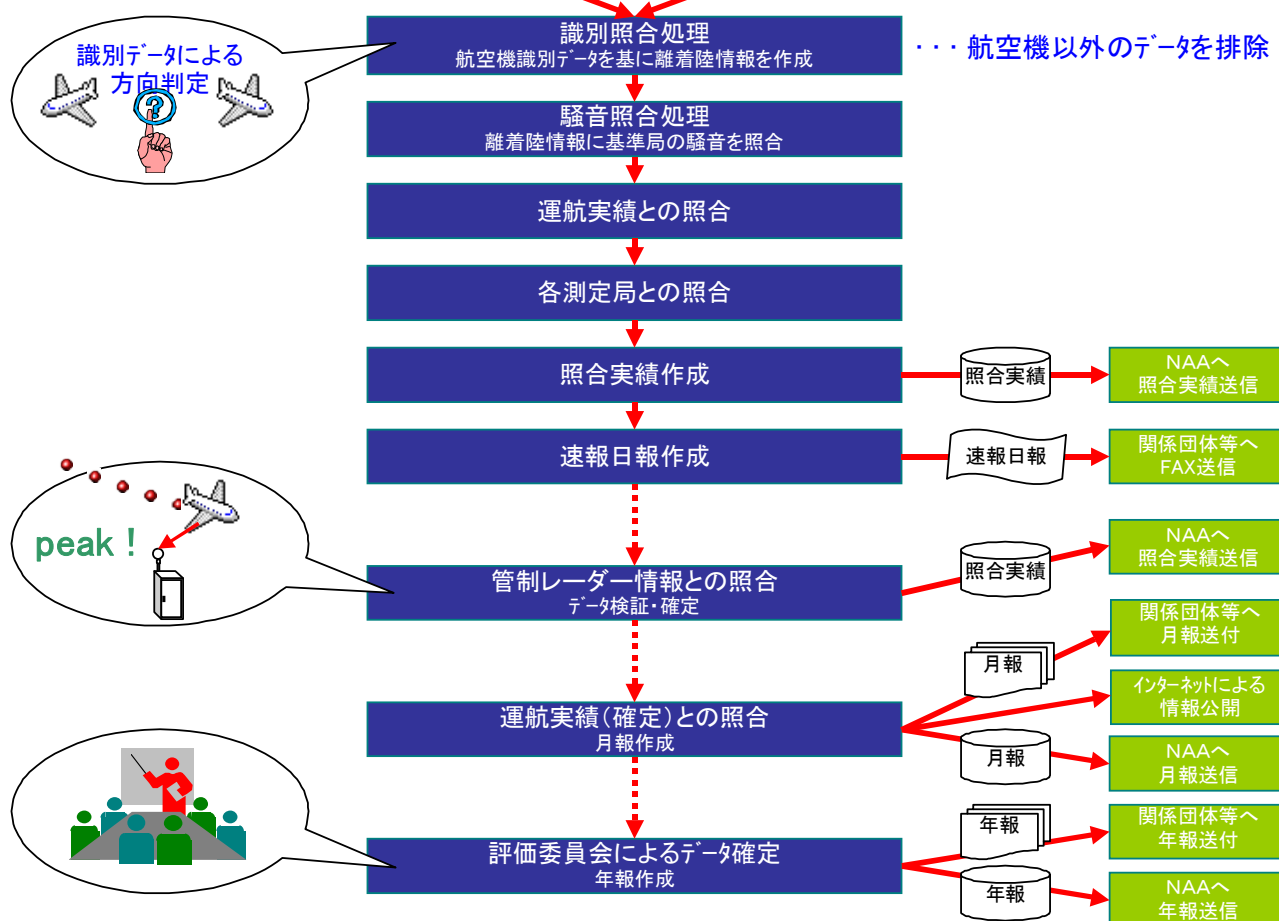 識別データによる
方向判定
?
識別照合処理
航空機識別データを基に離着陸情報を作成
・・・航空機以外のデータを排除
騒音照合処理
離着陸情報に基準局の騒音を照合
運航実績との照合
各測定局との照合
照合実績作成
照合実績
NAAへ
照合実績送信
速報日報作成
速報日報
関係団体等へ
FAX送信
peak！
管制レーダー情報との照合
データ検証・確定
照合実績
NAAへ
照合実績送信
運航実績（確定）との照合
月報作成
月報
関係団体等へ
月報送付
インターネットによる
情報公開
月報
NAAへ
月報送信
評価委員会によるデータ確定
年報作成
年報
関係団体等へ
年報送付
年報
NAAへ
年報送信